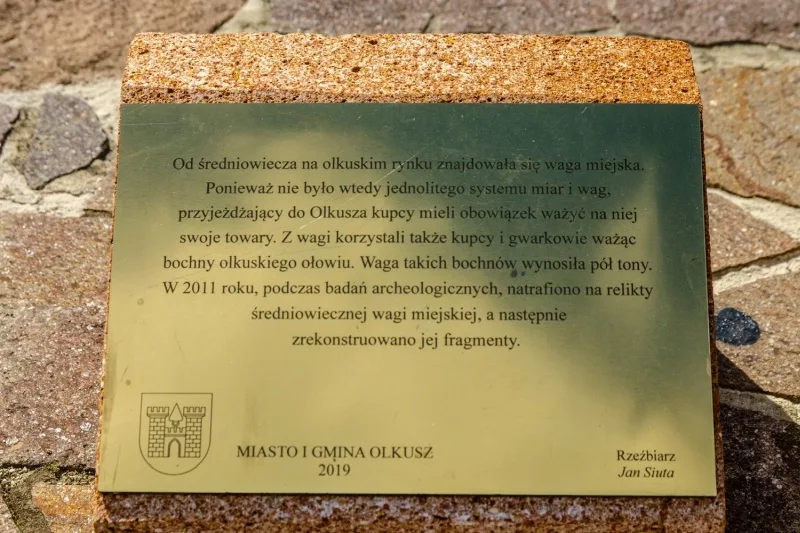 Od średniowiecza na olkuskim rynku znajdowała się waga miejska.
Ponieważ nie było wtedy jednolitego systemu miar i wag,
przyjeżdżający do Olkusza kupcy mieli obowiązek ważyć na niej
swoje towary. Z wagi korzystali także kupcy i gwarkowie ważąc
bochny olkuskiego ołowiu. Waga takich bochnów wynosiła pół tony.
W 2011 roku, podczas badań archeologicznych, natrafiono na relikty
średniowiecznej wagi miejskiej, a następnie
zrekonstruowano jej fragmenty.
MIASTO I GMINA OLKUSZ
2019
Rzeźbiarz
Jan Siuta